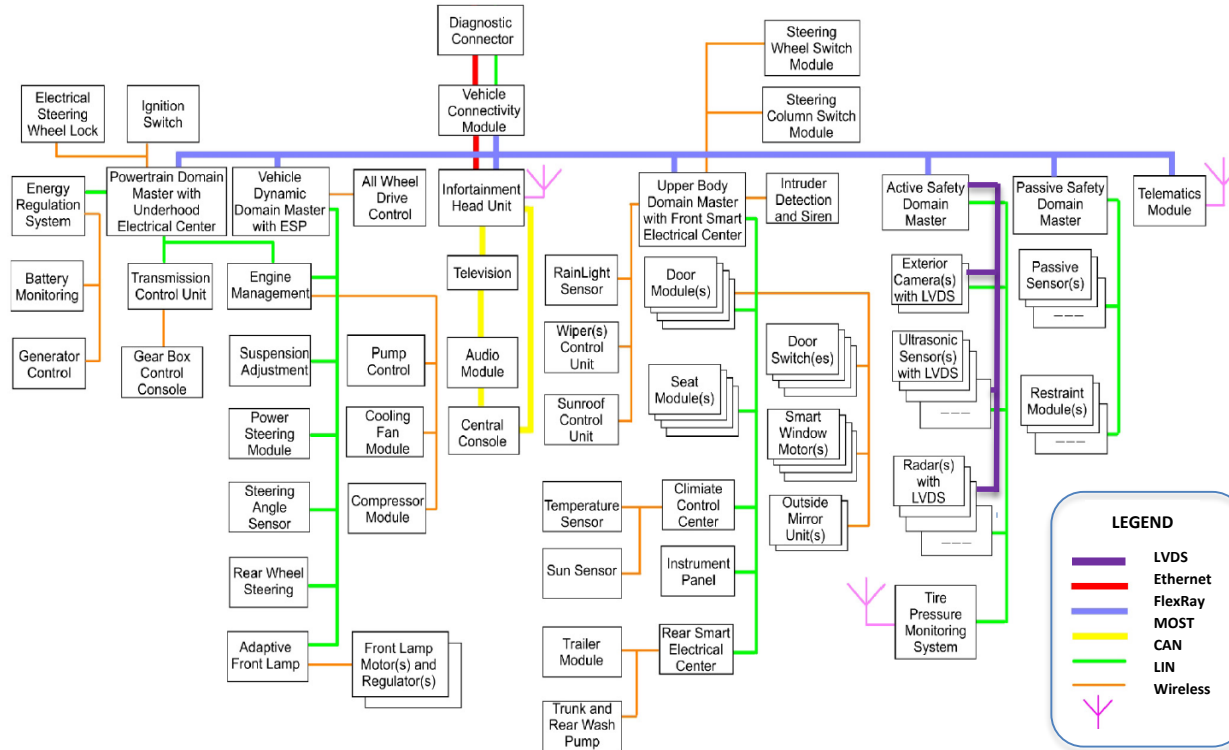 Diagnostic
Connector
Steering
Wheel Switch
Module
Electrical
Steering
Wheel Lock
Ignition
Switch
Vehicle
Connectivity
Module
Steering
Column Switch
Module
Energy
Regulation
System
Powertrain Domain
Master with
Underhood
Electrical Center
Vehicle
Dynamic
Domain Master
with ESP
All Wheel
Drive Control
Infortainment
Head Unit
Upper Body
Domain Master
with Front Smart
Electrical Center
Intruder
Detection
and Siren
Active Safety
Domain
Master
Passive Safety
Domain
Master
Telematics
Module
Battery
Monitoring
Transmission
Control Unit
Engine
Management
Television
RainLight
Sensor
Door
Module(s)
Exterior
Camera(s)
with LVDS
Passive
Sensor(s)
Generator
Control
Gear Box
Control
Console
Suspension
Adjustment
Pump
Control
Audio
Module
Wiper(s)
Control
Unit
Door
Switch(es)
Ultrasonic
Sensor(s)
with LVDS
Power
Steering
Module
Cooling
Fan
Module
Central
Console
Sunroof
Control
Unit
Seat
Module(s)
Smart
Window
Motor(s)
Restraint
Module(s)
Steering
Angle
Sensor
Compressor
Module
Temperature
Sensor
Climiate
Control
Center
Outside
Mirror
Unit(s)
Radar(s)
with
LVDS
Rear Wheel
Steering
Sun Sensor
Instrument
Panel
Tire
Pressure
Monitoring
System
Adaptive
Front Lamp
Front Lamp
Motor(s) and
Regulator(s)
Trailer
Module
Rear Smart
Electrical
Center
Trunk and
Rear Wash
Pump
LEGEND
LVDS
Ethernet
FlexRay
MOST
CAN
LIN
Wireless